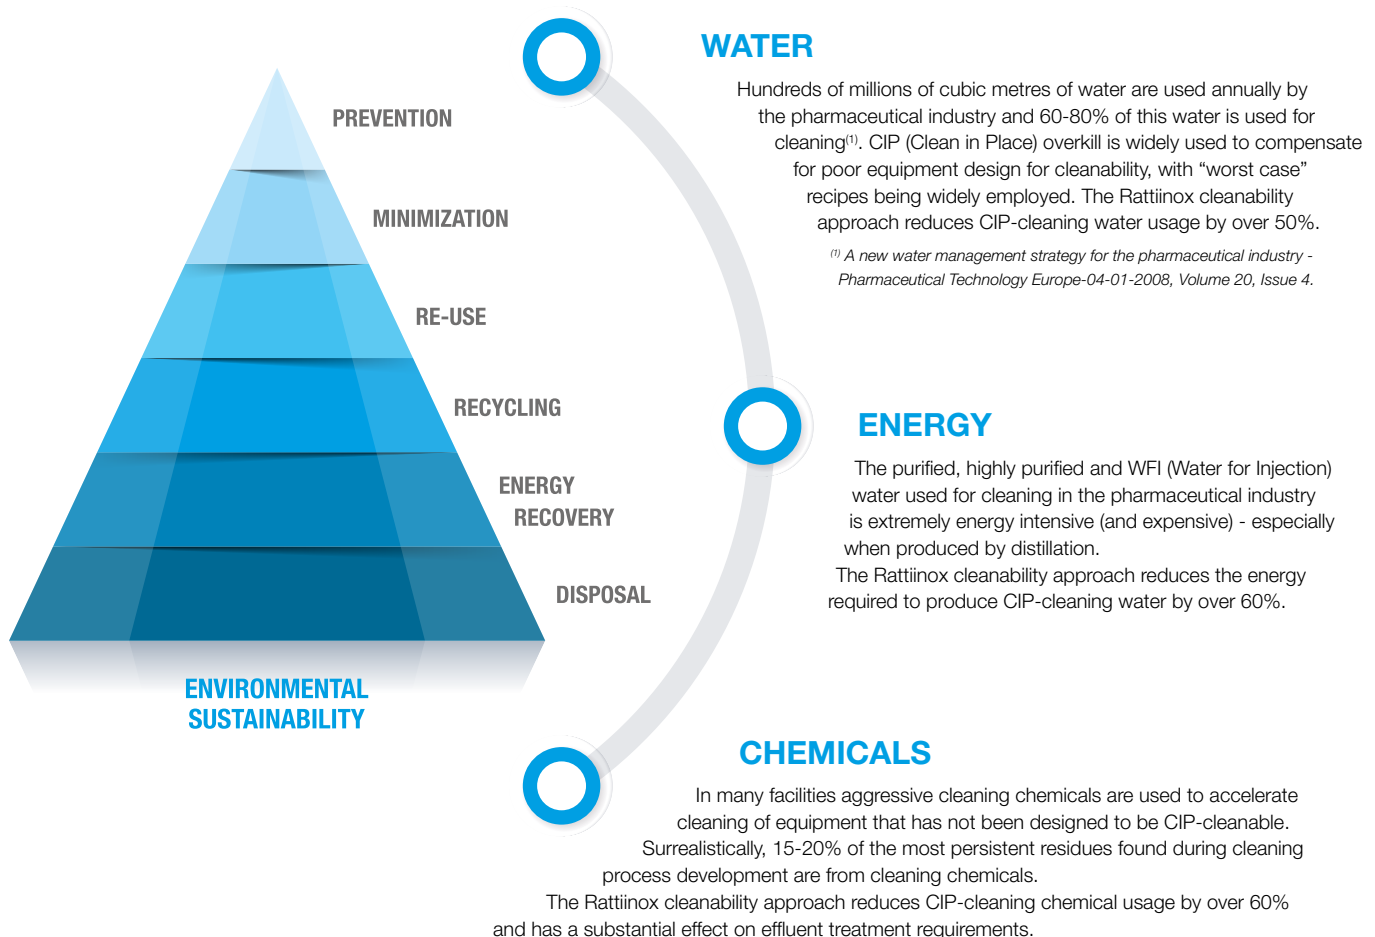 PREVENTION
MINIMIZATION
RE-USE
RECYCLING
ENERGY
RECOVERY
DISPOSAL
ENVIRONMENTAL
SUSTAINABILITY
WATER
Hundreds of millions of cubic metres of water are used annually by
the pharmaceutical industry and 60-80% of this water is used for
cleaning(1). CIP (Clean in Place) overkill is widely used to compensate
for poor equipment design for cleanability, with “worst case”
recipes being widely employed. The Rattiinox cleanability
approach reduces CIP-cleaning water usage by over 50%.
(1) A new water management strategy for the pharmaceutical industry -
Pharmaceutical Technology Europe-04-01-2008, Volume 20, Issue 4.
ENERGY
The purified, highly purified and WFI (Water for Injection)
water used for cleaning in the pharmaceutical industry
is extremely energy intensive (and expensive) - especially
when produced by distillation.
The Rattiinox cleanability approach reduces the energy
required to produce CIP-cleaning water by over 60%.
CHEMICALS
In many facilities aggressive cleaning chemicals are used to accelerate
cleaning of equipment that has not been designed to be CIP-cleanable.
Surrealistically, 15-20% of the most persistent residues found during cleaning
process development are from cleaning chemicals.
The Rattiinox cleanability approach reduces CIP-cleaning chemical usage by over 60%
and has a substantial effect on effluent treatment requirements.